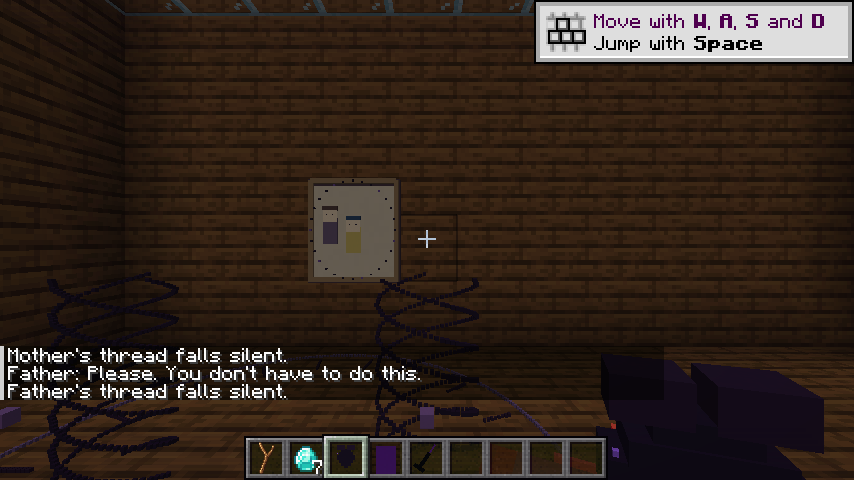 Move with W, A, S and D
Jump with Space
Mother's thread falls silent.
Father: Please. You don't have to do this.
Father's thread falls silent.
7